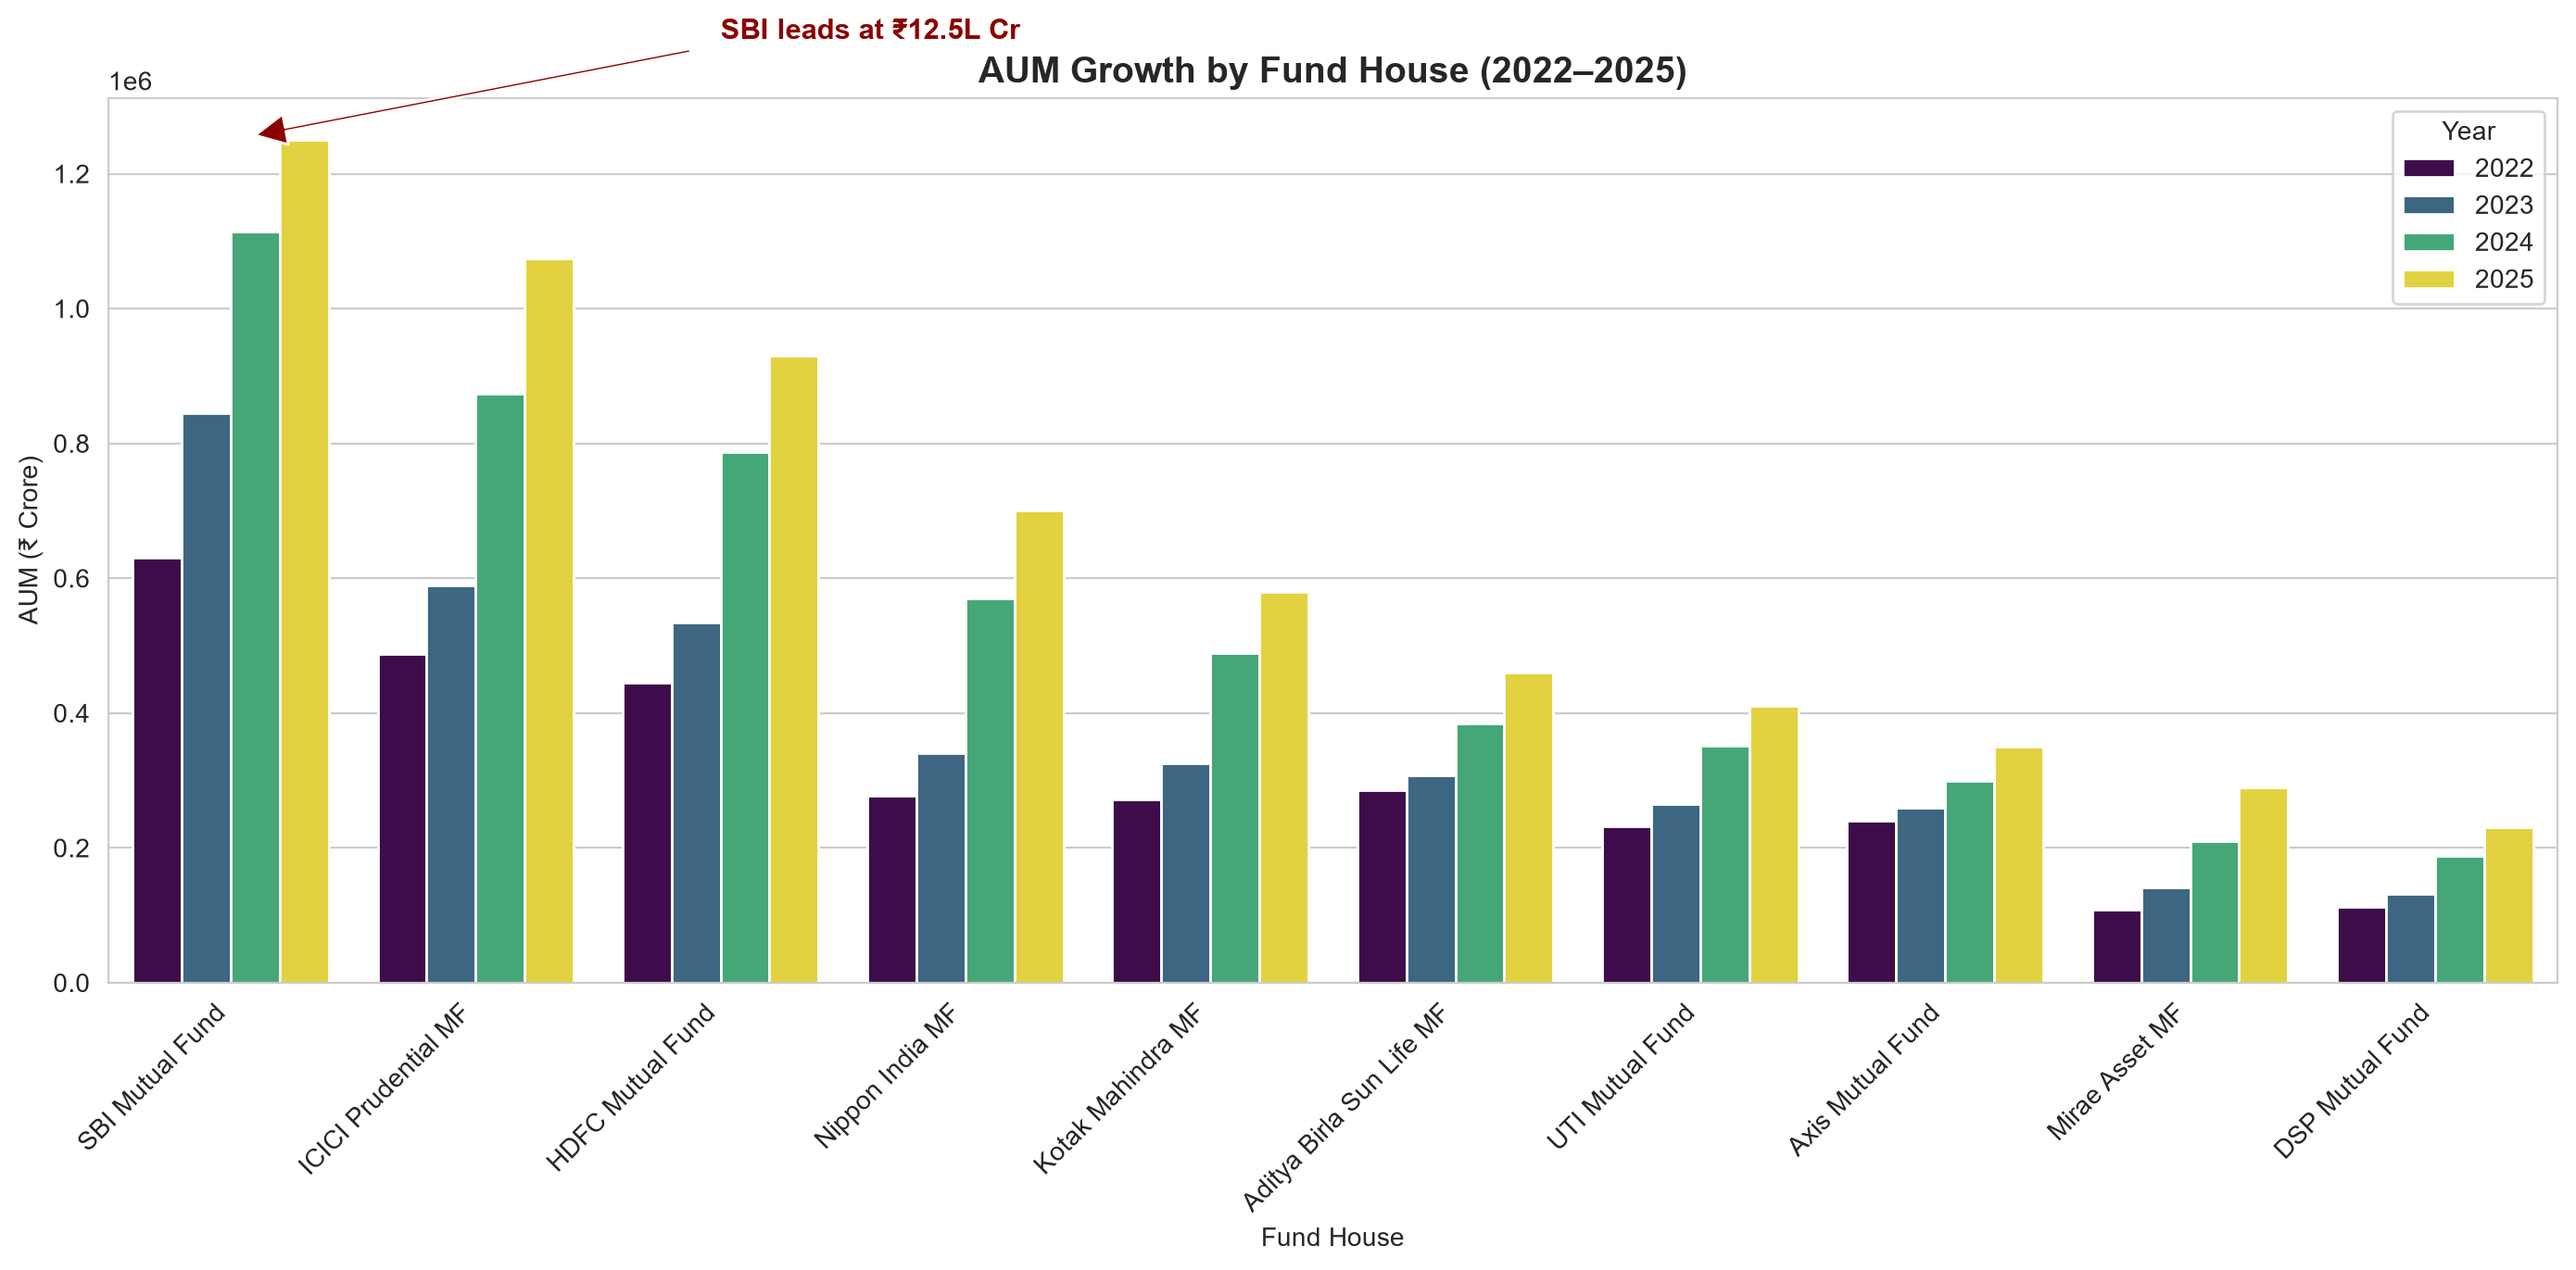 SBI leads at ₹12.5L Cr
AUM Growth by Fund House (2022–2025)
1e6
AUM (₹ Crore)
1.2
1.0
0.8
0.6
0.4
0.2
0.0
Year
2022
2023
2024
2025
SBI Mutual Fund
ICICI Prudential MF
HDFC Mutual Fund
Nippon India MF
Kotak Mahindra MF
Aditya Birla Sun Life MF
UTI Mutual Fund
Axis Mutual Fund
Mirae Asset MF
DSP Mutual Fund
Fund House